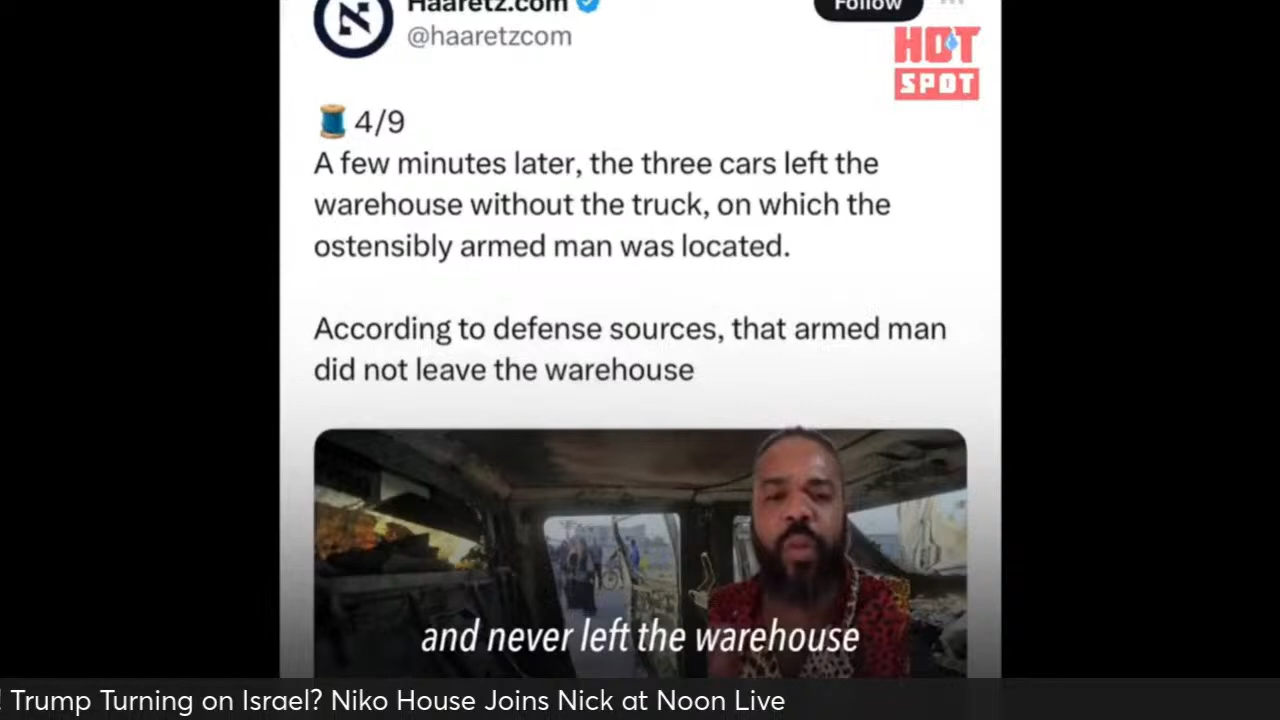 Haaretz.com
Follow
@haaretzcom
HOT
SPOT
4/9
A few minutes later, the three cars left the
warehouse without the truck, on which the
ostensibly armed man was located.
According to defense sources, that armed man
did not leave the warehouse
and never left the warehouse
! Trump Turning on Israel? Niko House Joins Nick at Noon Live